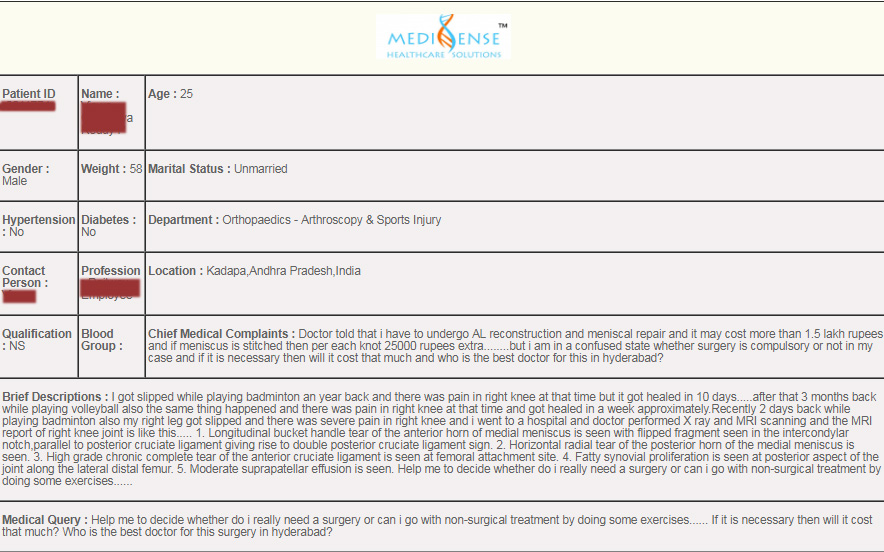 MEDISENSE™
HEALTHCARE SOLUTIONS
Patient ID
Name :
a
Age : 25
Gender :
Male
Weight : 58
Marital Status : Unmarried
Hypertension
: No
Diabetes :
No
Department : Orthopaedics - Arthroscopy & Sports Injury
Contact
Person :
Profession
Employee
Location : Kadapa,Andhra Pradesh,India
Qualification
: NS
Blood
Group :
Chief Medical Complaints : Doctor told that i have to undergo AL reconstruction and meniscal repair and it may cost more than 1.5 lakh rupees
and if meniscus is stitched then per each knot 25000 rupees extra........but i am in a confused state whether surgery is compulsory or not in my
case and if it is necessary then will it cost that much and who is the best doctor for this in hyderabad?
Brief Descriptions : I got slipped while playing badminton an year back and there was pain in right knee at that time but it got healed in 10 days.....after that 3 months back
while playing volleyball also the same thing happened and there was pain in right knee at that time and got healed in a week approximately.Recently 2 days back while
playing badminton also my right leg got slipped and there was severe pain in right knee and i went to a hospital and doctor performed X ray and MRI scanning and the MRI
report of right knee joint is like this..... 1. Longitudinal bucket handle tear of the anterior horn of medial meniscus is seen with flipped fragment seen in the intercondylar
notch,parallel to posterior cruciate ligament giving rise to double posterior cruciate ligament sign. 2. Horizontal radial tear of the posterior horn of the medial meniscus is
seen. 3. High grade chronic complete tear of the anterior cruciate ligament is seen at femoral attachment site. 4. Fatty synovial proliferation is seen at posterior aspect of the
joint along the lateral distal femur. 5. Moderate suprapatellar effusion is seen. Help me to decide whether do i really need a surgery or can i go with non-surgical treatment by
doing some exercises......
Medical Query : Help me to decide whether do i really need a surgery or can i go with non-surgical treatment by doing some exercises...... If it is necessary then will it cost
that much? Who is the best doctor for this surgery in hyderabad?